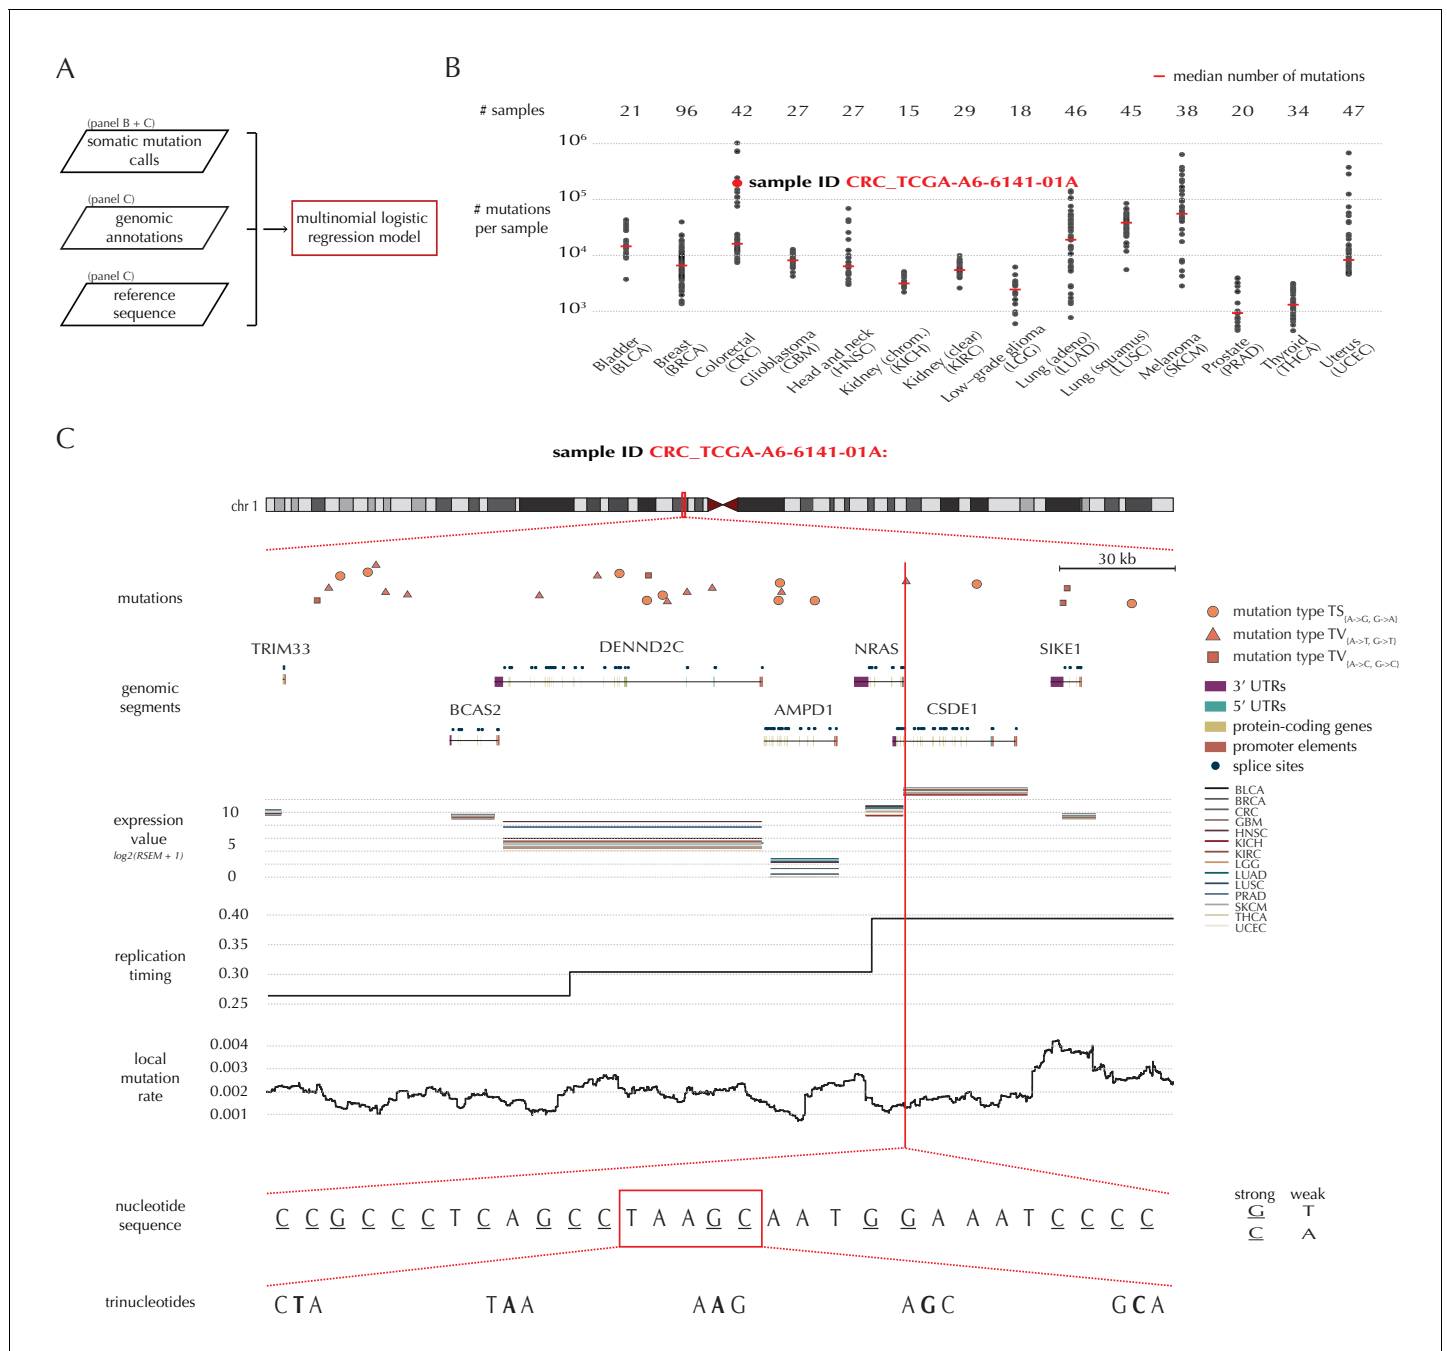 A
(panel B + C)
somatic mutation
calls
(panel C)
genomic
annotations
(panel C)
reference
sequence
multinomial logistic
regression model
B
median number of mutations
# samples 21 96 42 27 27 15 29 18 46 45 38 20 34 47
# mutations
per sample
10^6
10^5
10^4
10^3
sample ID CRC_TCGA-A6-6141-01A
Bladder
(BLCA)
Breast
(BRCA)
Colorectal
(CRC)
Glioblastoma
(GBM)
Head and neck
(HNSC)
Kidney (chrom.)
(KICH)
Kidney (clear)
(KIRC)
Low-grade glioma
(LGG)
Lung (adeno)
(LUAD)
Lung (squamus)
(LUSC)
Melanoma
(SKCM)
Prostate
(PRAD)
Thyroid
(THCA)
Uterus
(UCEC)
C
sample ID CRC_TCGA-A6-6141-01A:
chr 1
30 kb
mutations
mutation type TS{A->G, G->A}
mutation type TV{A->T, G->T}
mutation type TV{A->C, G->C}
genomic
segments
TRIM33
BCAS2
DENND2C
AMPD1
NRAS
CSDE1
SIKE1
3' UTRs
5' UTRs
protein-coding genes
promoter elements
splice sites
expression
value
log2(RSEM + 1)
10
5
0
BLCA
BRCA
CRC
GBM
HNSC
KICH
KIRC
LGG
LUAD
LUSC
PRAD
SKCM
THCA
UCEC
replication
timing
0.40
0.35
0.30
0.25
local
mutation
rate
0.004
0.003
0.002
0.001
nucleotide
sequence
C C G C C C T C A G C C T A A G C A A T G G A A A T C C C C
strong weak
G T
C A
trinucleotides
CTA TAA AAG AGC GCA